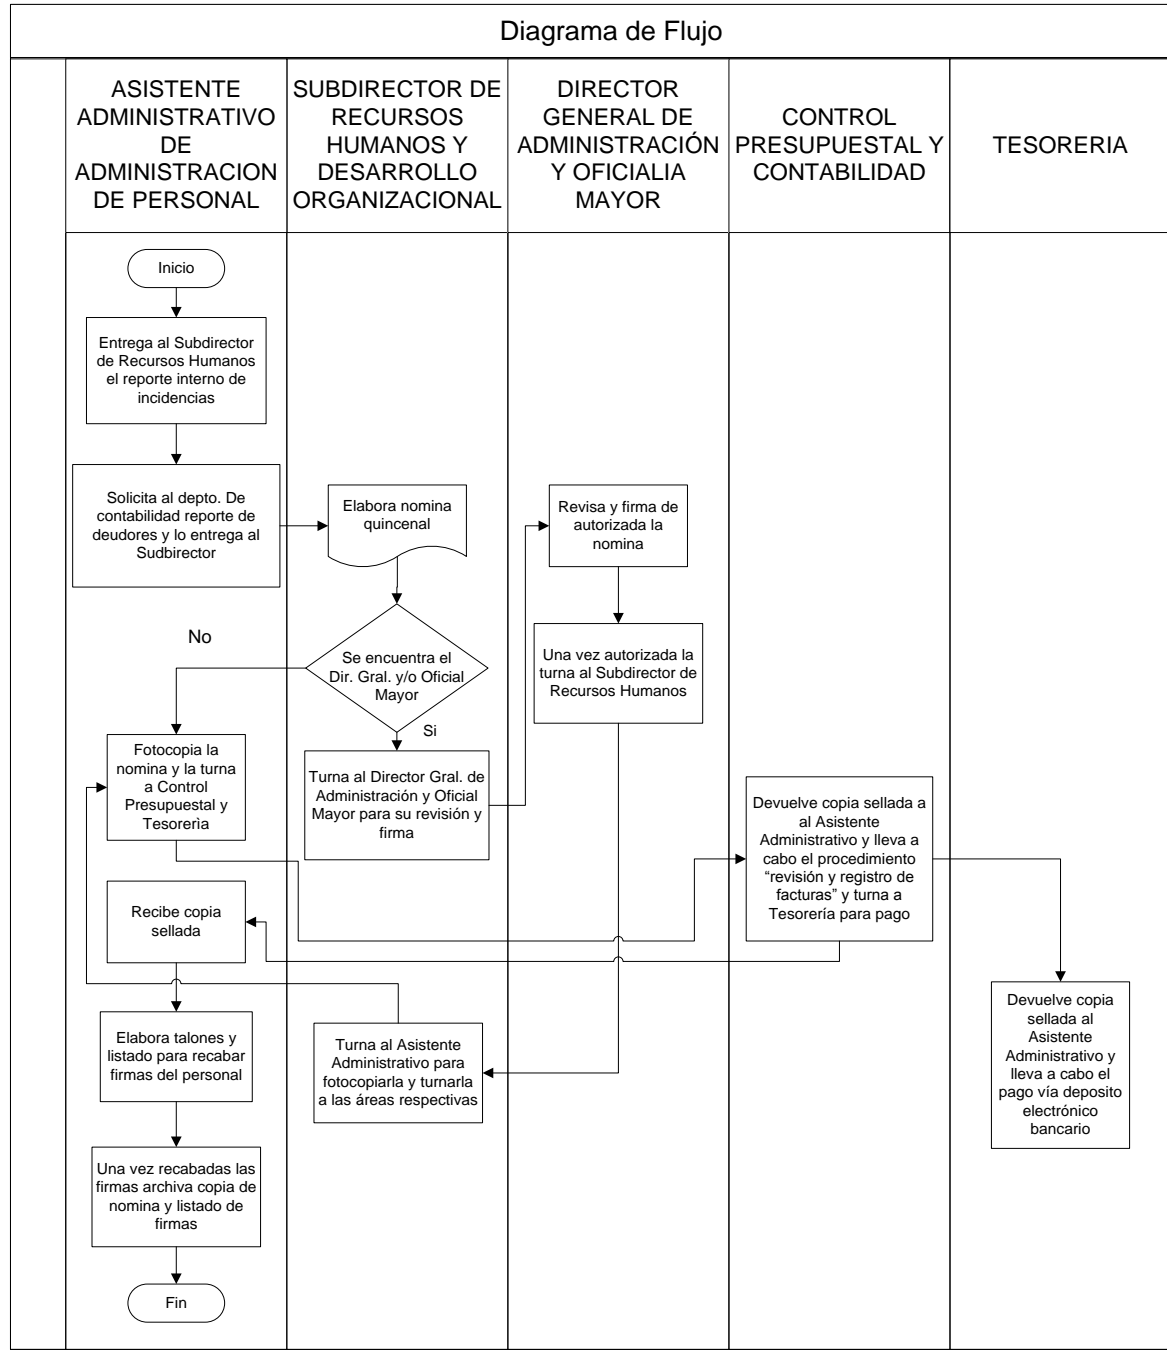 Diagrama de Flujo
ASISTENTE
ADMINISTRATIVO
DE
ADMINISTRACION
DE PERSONAL
SUBDIRECTOR DE
RECURSOS
HUMANOS Y
DESARROLLO
ORGANIZACIONAL
DIRECTOR
GENERAL DE
ADMINISTRACIÓN
Y OFICIALIA
MAYOR
CONTROL
PRESUPUESTAL Y
CONTABILIDAD
TESORERIA
Inicio
Entrega al Subdirector
de Recursos Humanos
el reporte interno de
incidencias
Solicita al depto. De
contabilidad reporte de
deudores y lo entrega al
Sudbirector
Elabora nomina
quincenal
Revisa y firma de
autorizada la
nomina
No
Se encuentra el
Dir. Gral. y/o Oficial
Mayor
Si
Una vez autorizada la
turna al Subdirector de
Recursos Humanos
Fotocopia la
nomina y la turna
a Control
Presupuestal y
Tesorerìa
Turna al Director Gral. de
Administración y Oficial
Mayor para su revisión y
firma
Devuelve copia sellada a
al Asistente
Administrativo y lleva a
cabo el procedimiento
“revisión y registro de
facturas” y turna a
Tesorería para pago
Recibe copia
sellada
Elabora talones y
listado para recabar
firmas del personal
Turna al Asistente
Administrativo para
fotocopiarla y turnarla
a las áreas respectivas
Devuelve copia
sellada al
Asistente
Administrativo y
lleva a cabo el
pago vía deposito
electrónico
bancario
Una vez recabadas las
firmas archiva copia de
nomina y listado de
firmas
Fin